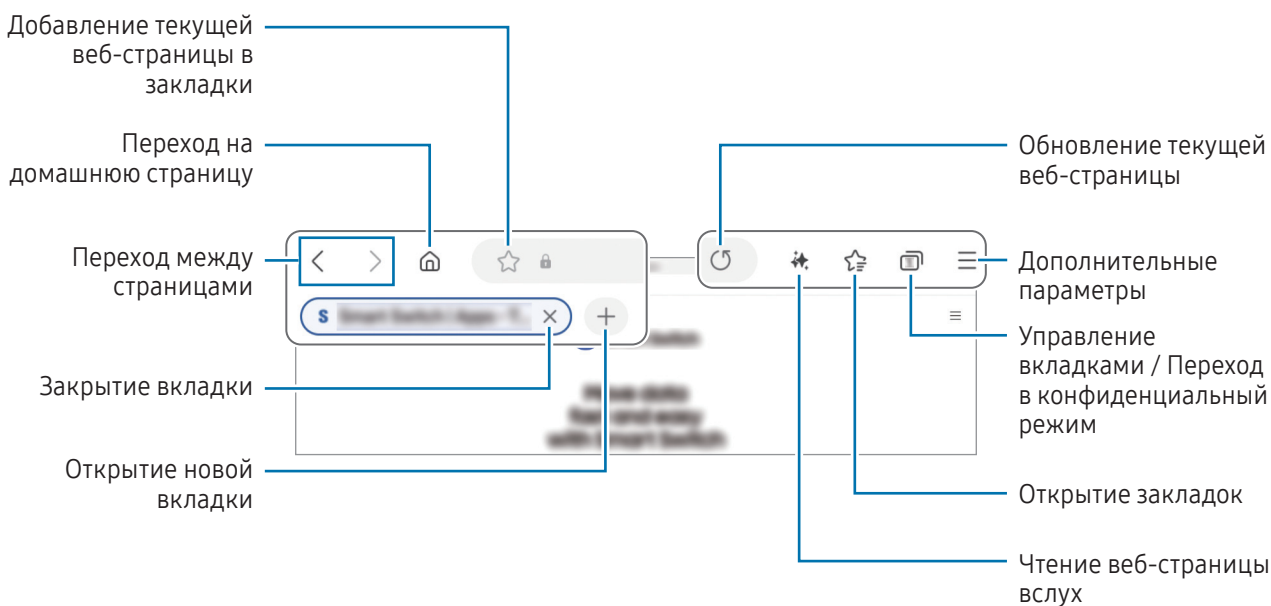 Добавление текущей
веб-страницы в
закладки
Переход на
домашнюю страницу
Переход между
страницами
Закрытие вкладки
Открытие новой
вкладки
S
Обновление текущей
веб-страницы
Дополнительные
параметры
Управление
вкладками / Переход
в конфиденциальный
режим
Открытие закладок
Чтение веб-страницы
вслух